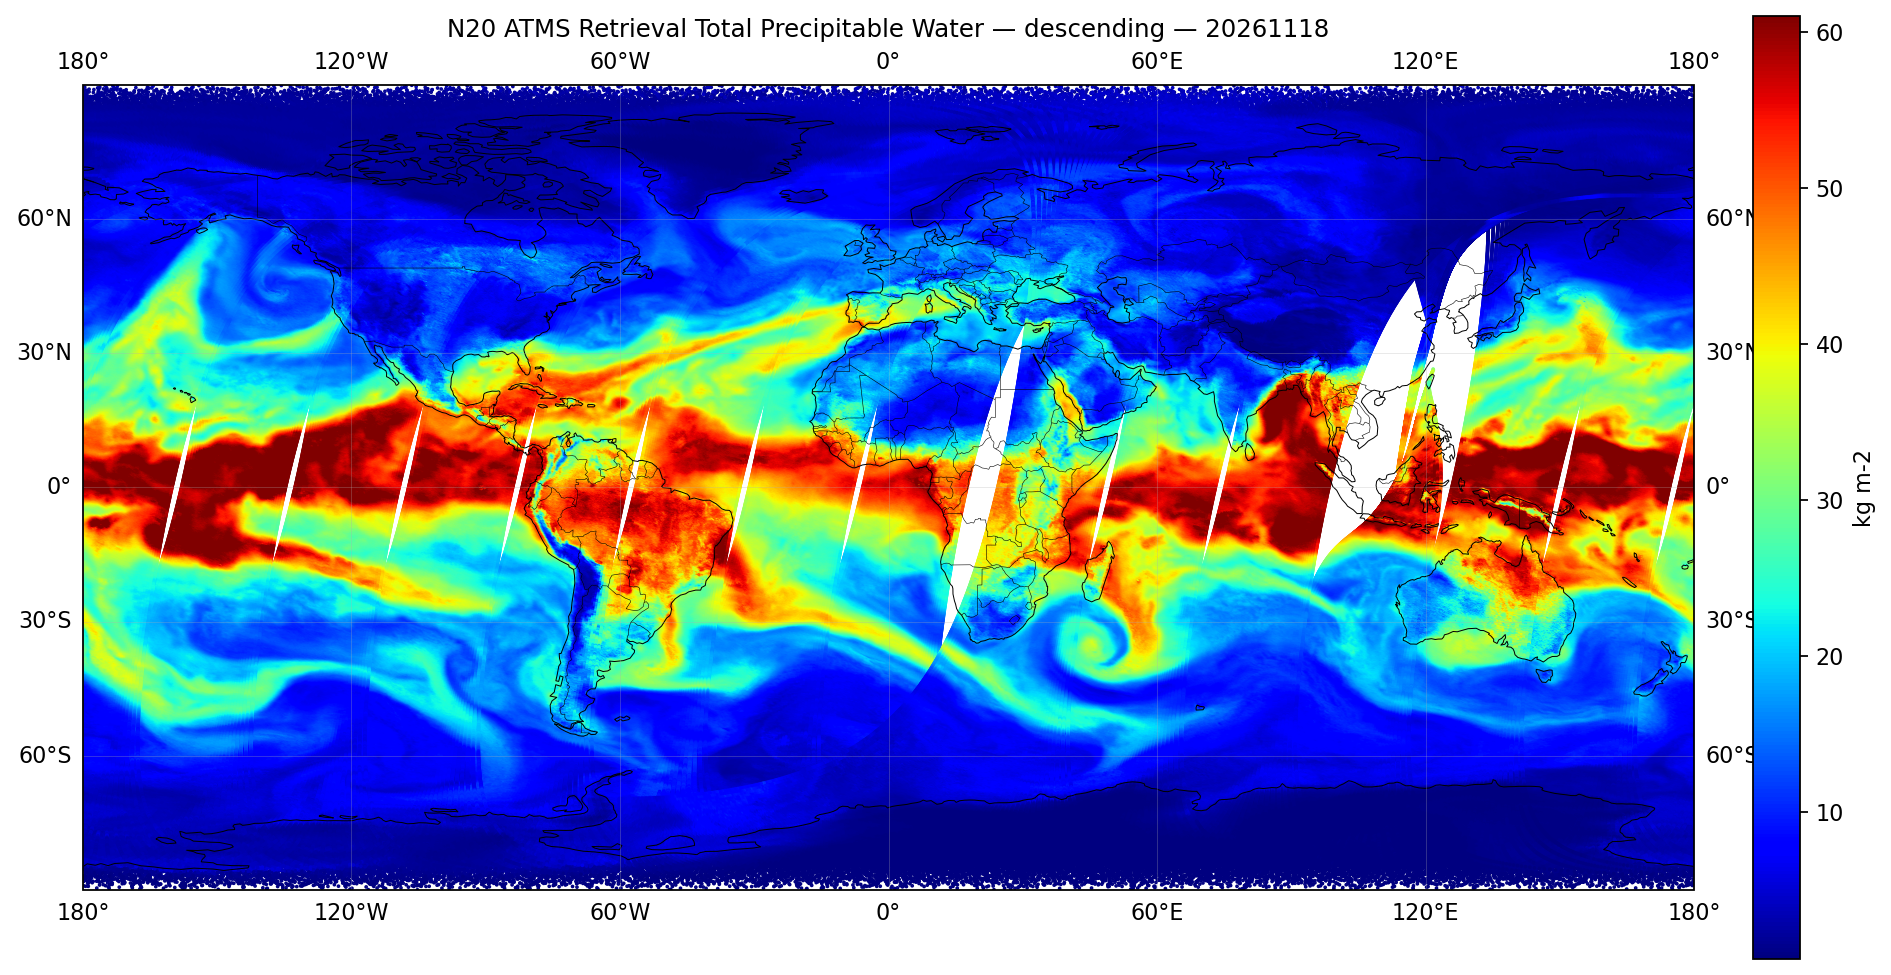 N20 ATMS Retrieval Total Precipitable Water — descending — 20261118
180° 120°W 60°W 0° 60°E 120°E 180°
60°N 60°N
30°N 30°N
0° 0°
30°S 30°S
60°S 60°S
180° 120°W 60°W 0° 60°E 120°E 180°
60
50
40
30
20
10
kg m-2